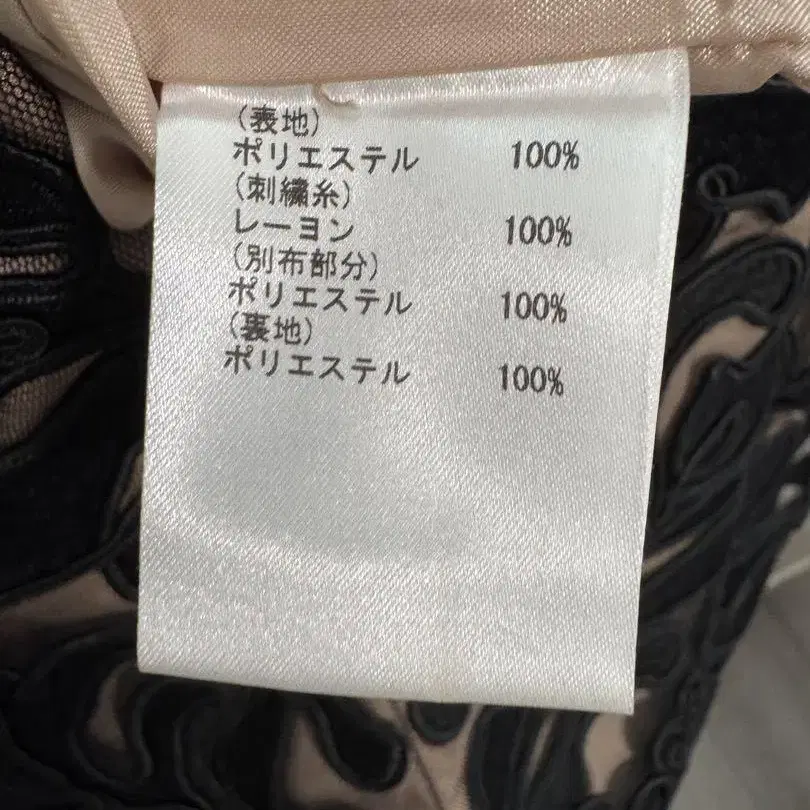 (表地)
ポリエステル 100%
(刺繍糸)
レーヨン 100%
(別布部分)
ポリエステル 100%
(裏地)
ポリエステル 100%